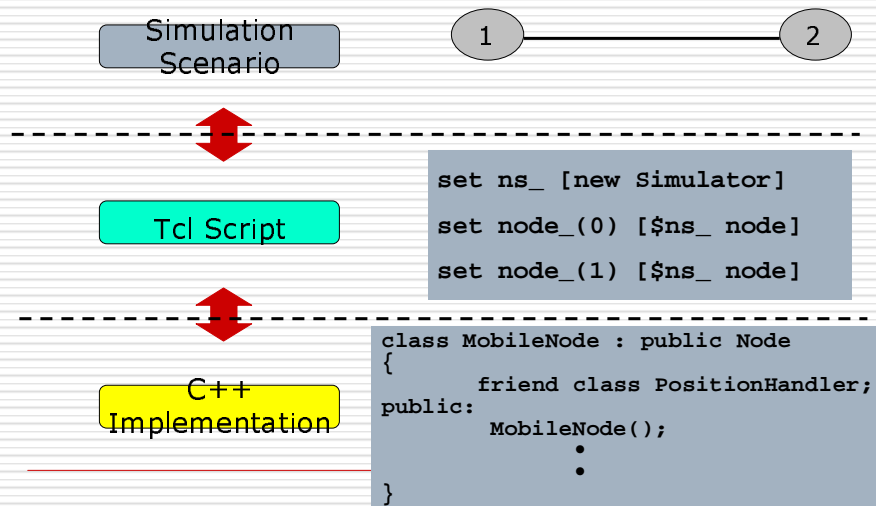 Simulation
Scenario
1
2
Tcl Script
set ns_ [new Simulator]
set node_(0) [$ns_ node]
set node_(1) [$ns_ node]
C++
Implementation
class MobileNode : public Node
{
friend class PositionHandler;
public:
MobileNode();
•
•
}